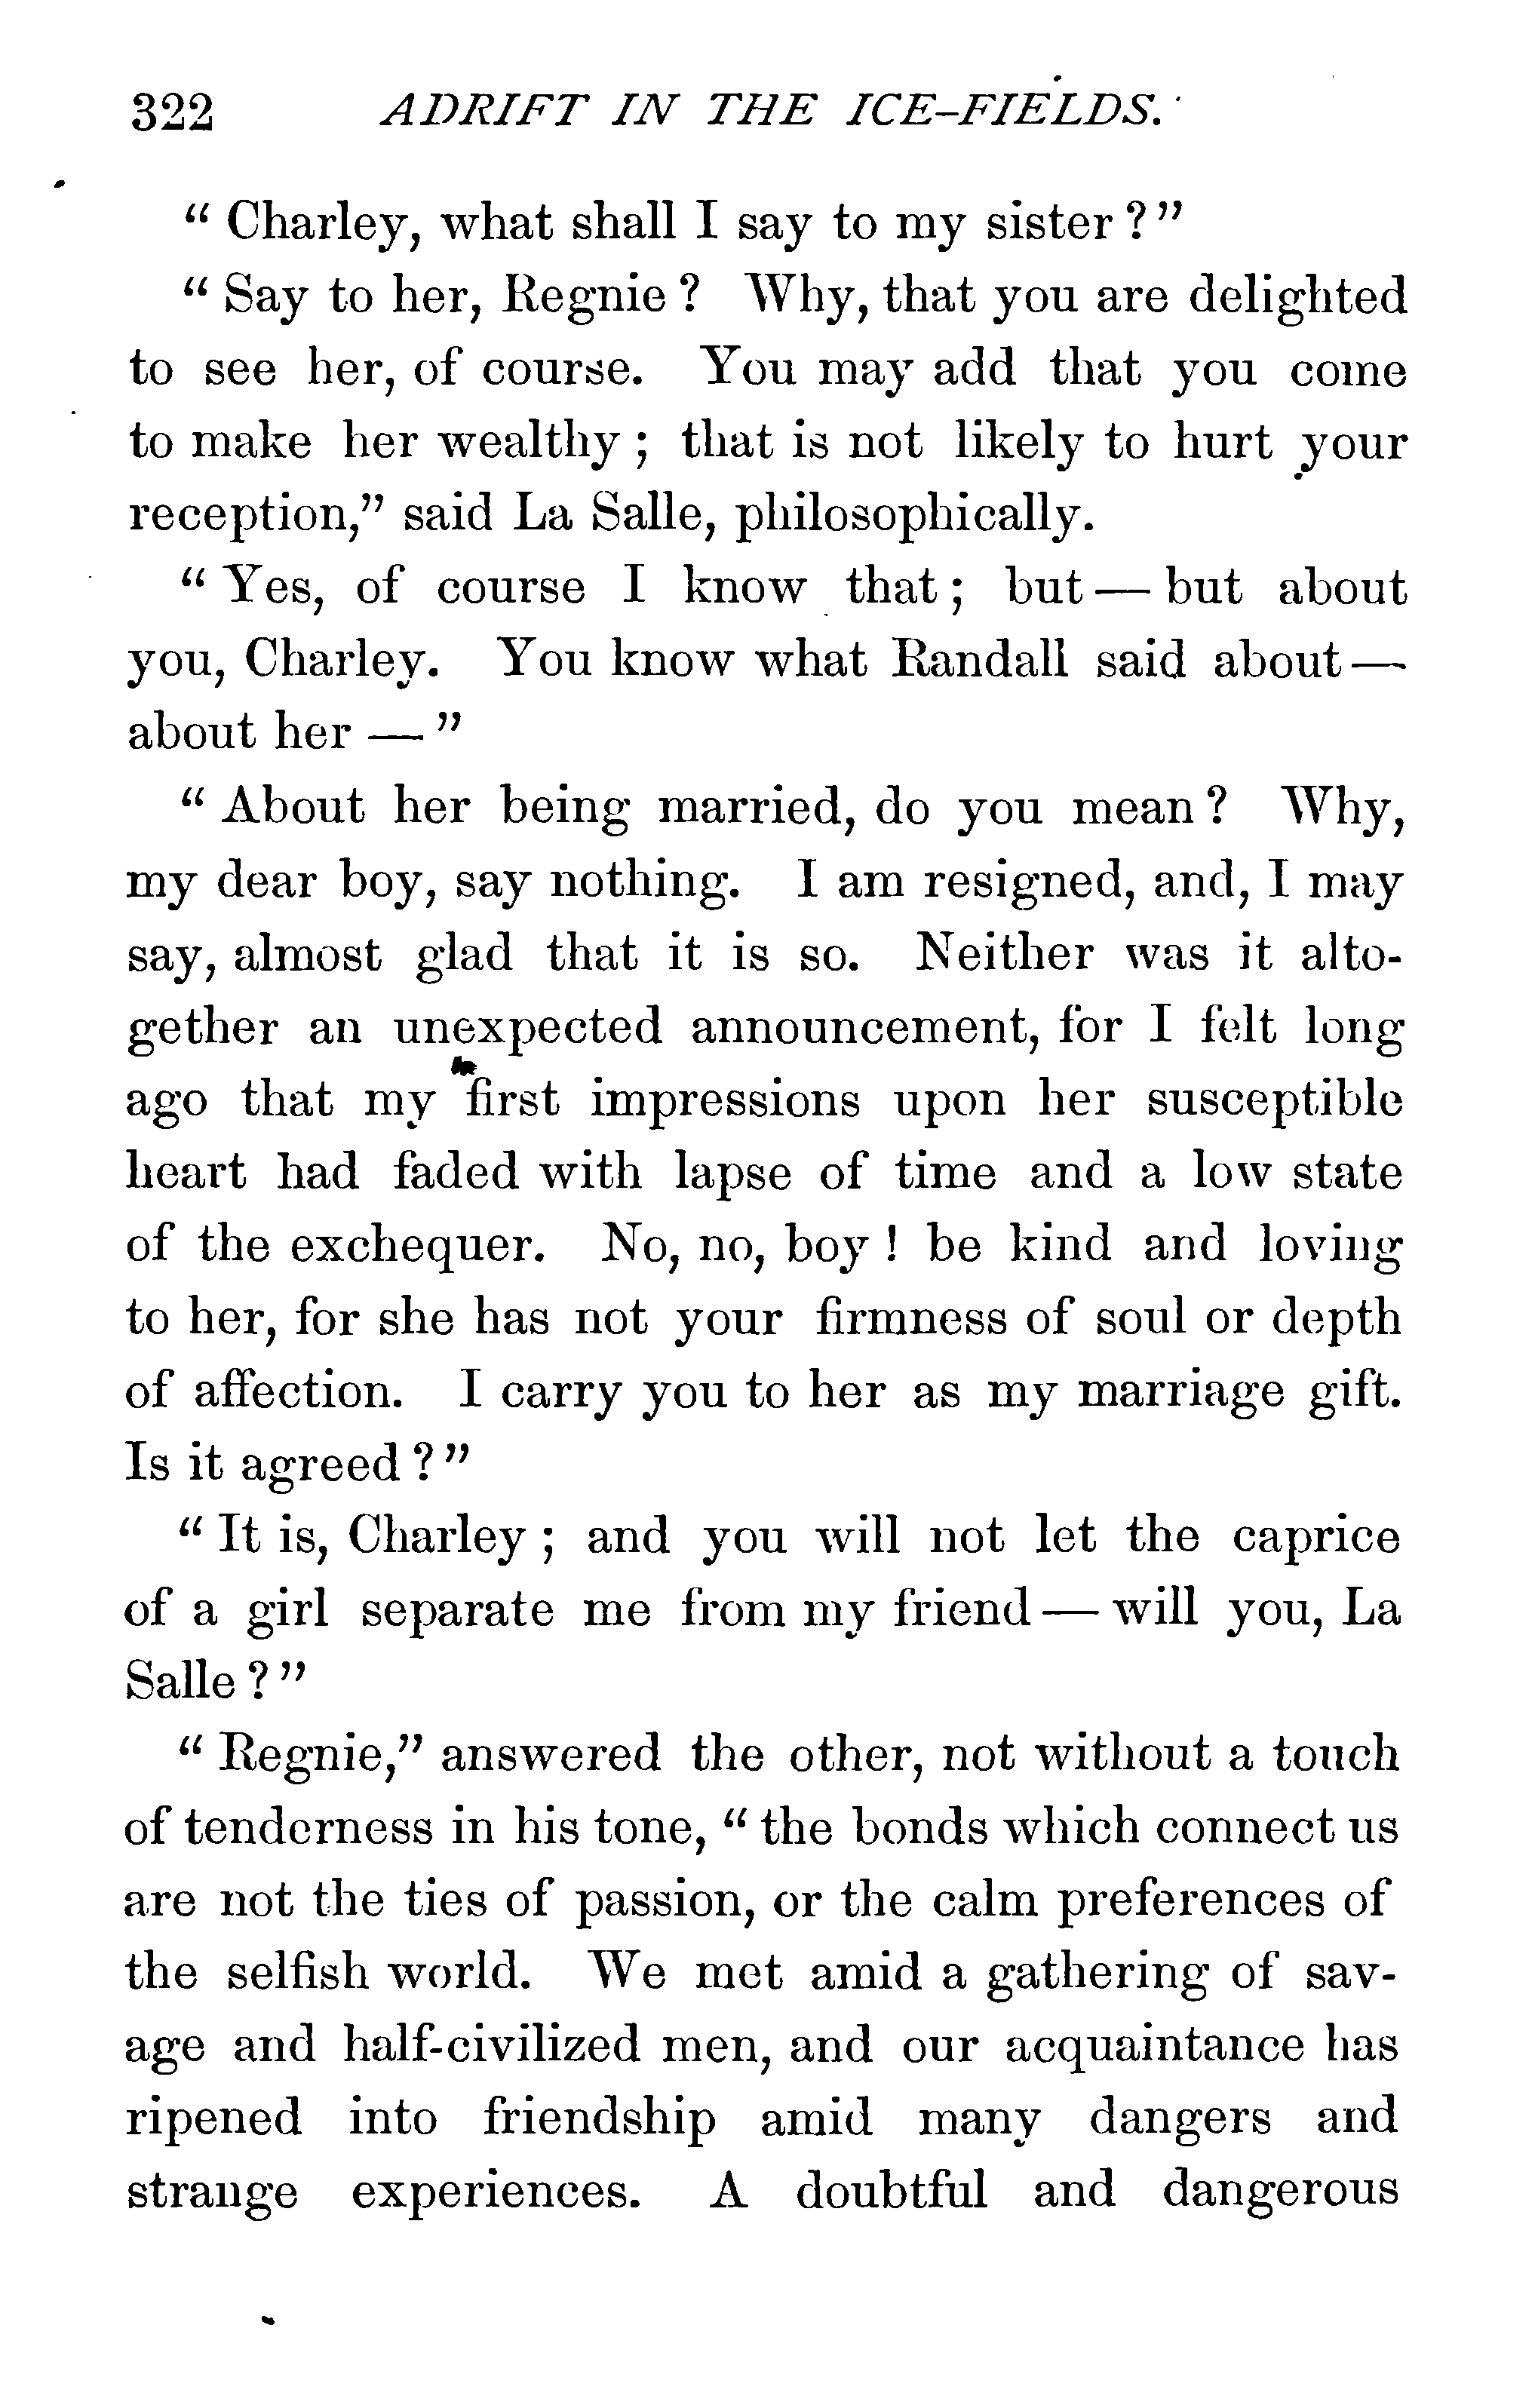 322 ADRIFT IN THE ICE-FIELDS.
“ Charley, what shall I say to my sister ? ”
“ Say to her, Regnie ? Why, that you are delighted
to see her, of course. You may add that you come
to make her wealthy ; that is not likely to hurt your
reception,” said La Salle, philosophically.
“ Yes, of course I know that ; but — but about
you, Charley. You know what Randall said about —
about her — ”
“ About her being married, do you mean ? Why,
my dear boy, say nothing. I am resigned, and, I may
say, almost glad that it is so. Neither was it alto-
gether an unexpected announcement, for I felt long
ago that my first impressions upon her susceptible
heart had faded with lapse of time and a low state
of the exchequer. No, no, boy ! be kind and loving
to her, for she has not your firmness of soul or depth
of affection. I carry you to her as my marriage gift.
Is it agreed ? ”
“ It is, Charley ; and you will not let the caprice
of a girl separate me from my friend — will you, La
Salle ? ”
“ Regnie,” answered the other, not without a touch
of tenderness in his tone, “ the bonds which connect us
are not the ties of passion, or the calm preferences of
the selfish world. We met amid a gathering of sav-
age and half-civilized men, and our acquaintance has
ripened into friendship amid many dangers and
strange experiences. A doubtful and dangerous